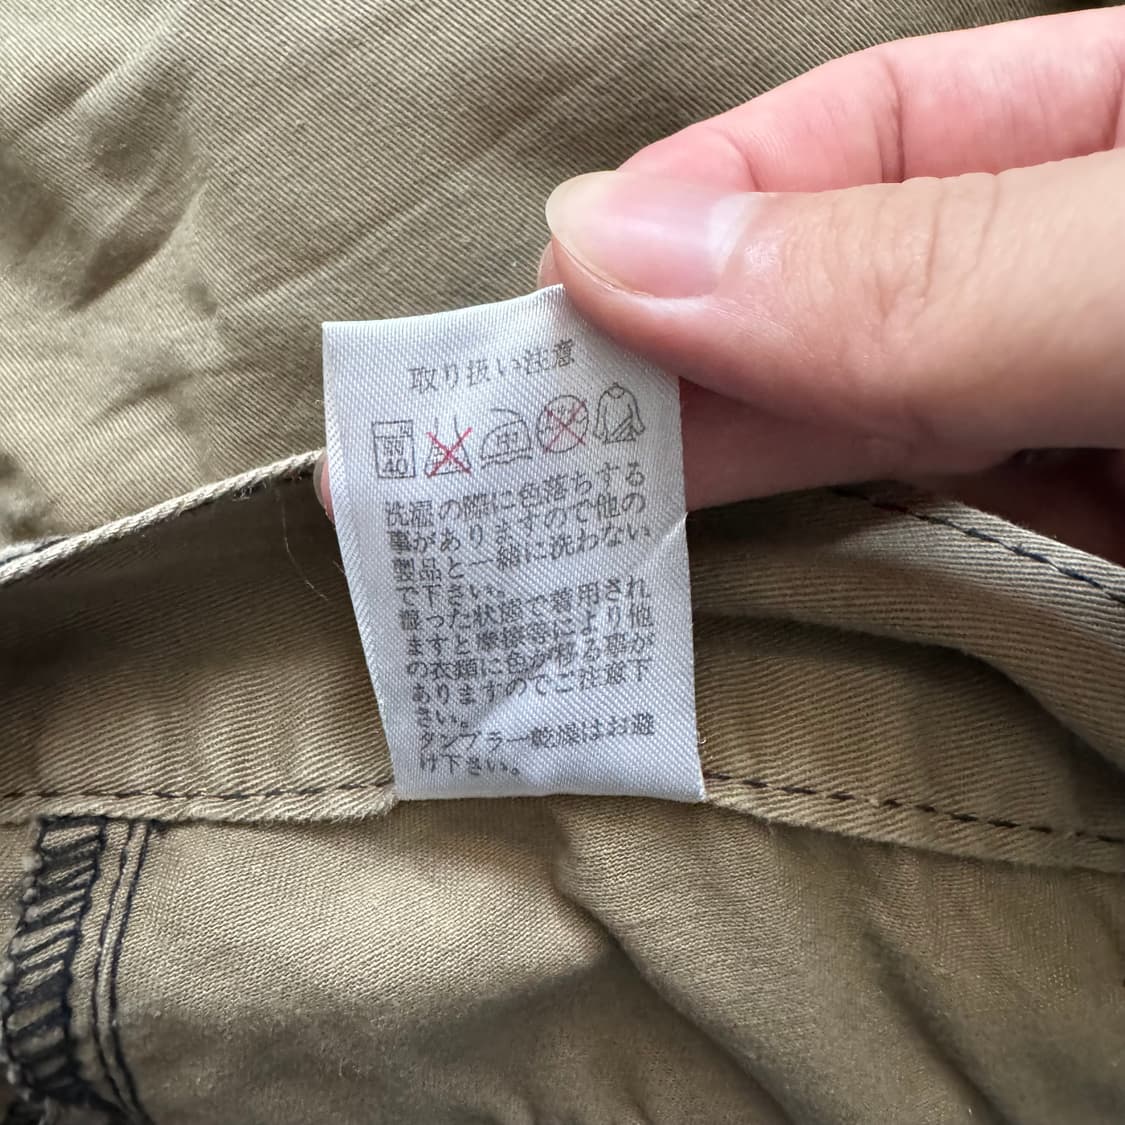 取り扱い注意
弱
40
洗濯の際に色落ちする
事がありますので他の
製品と一緒に洗わない
で下さい。
湿った状態で着用され
ますと摩擦等により他
の衣類に色が移る事が
ありますのでご注意下
さい。
タンブラー乾燥はお避
け下さい。